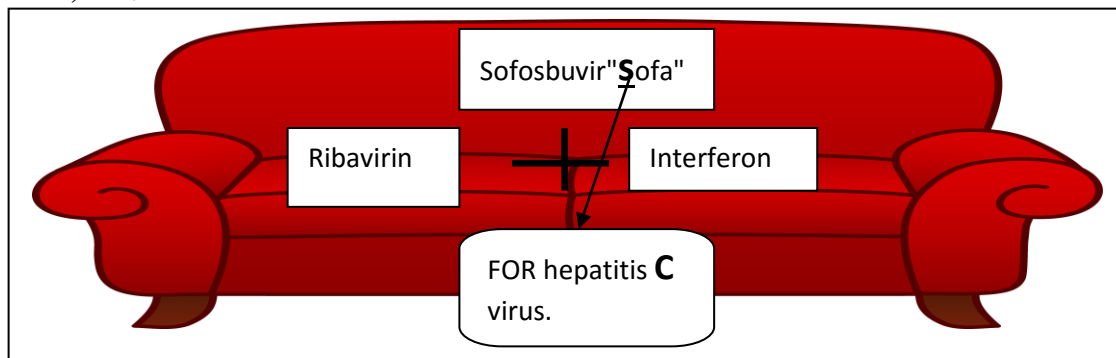 Sofosbuvir"Sofa"
Ribavirin
Interferon
FOR hepatitis C
virus.